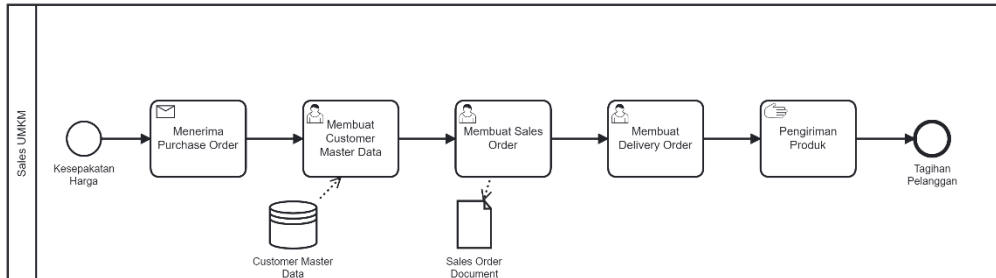 Sales UMKM
Kesepakatan
Harga
Menerima
Purchase Order
Membuat
Customer
Master Data
Membuat Sales
Order
Membuat
Delivery Order
Pengiriman
Produk
Tagihan
Pelanggan
Customer Master
Data
Sales Order
Document